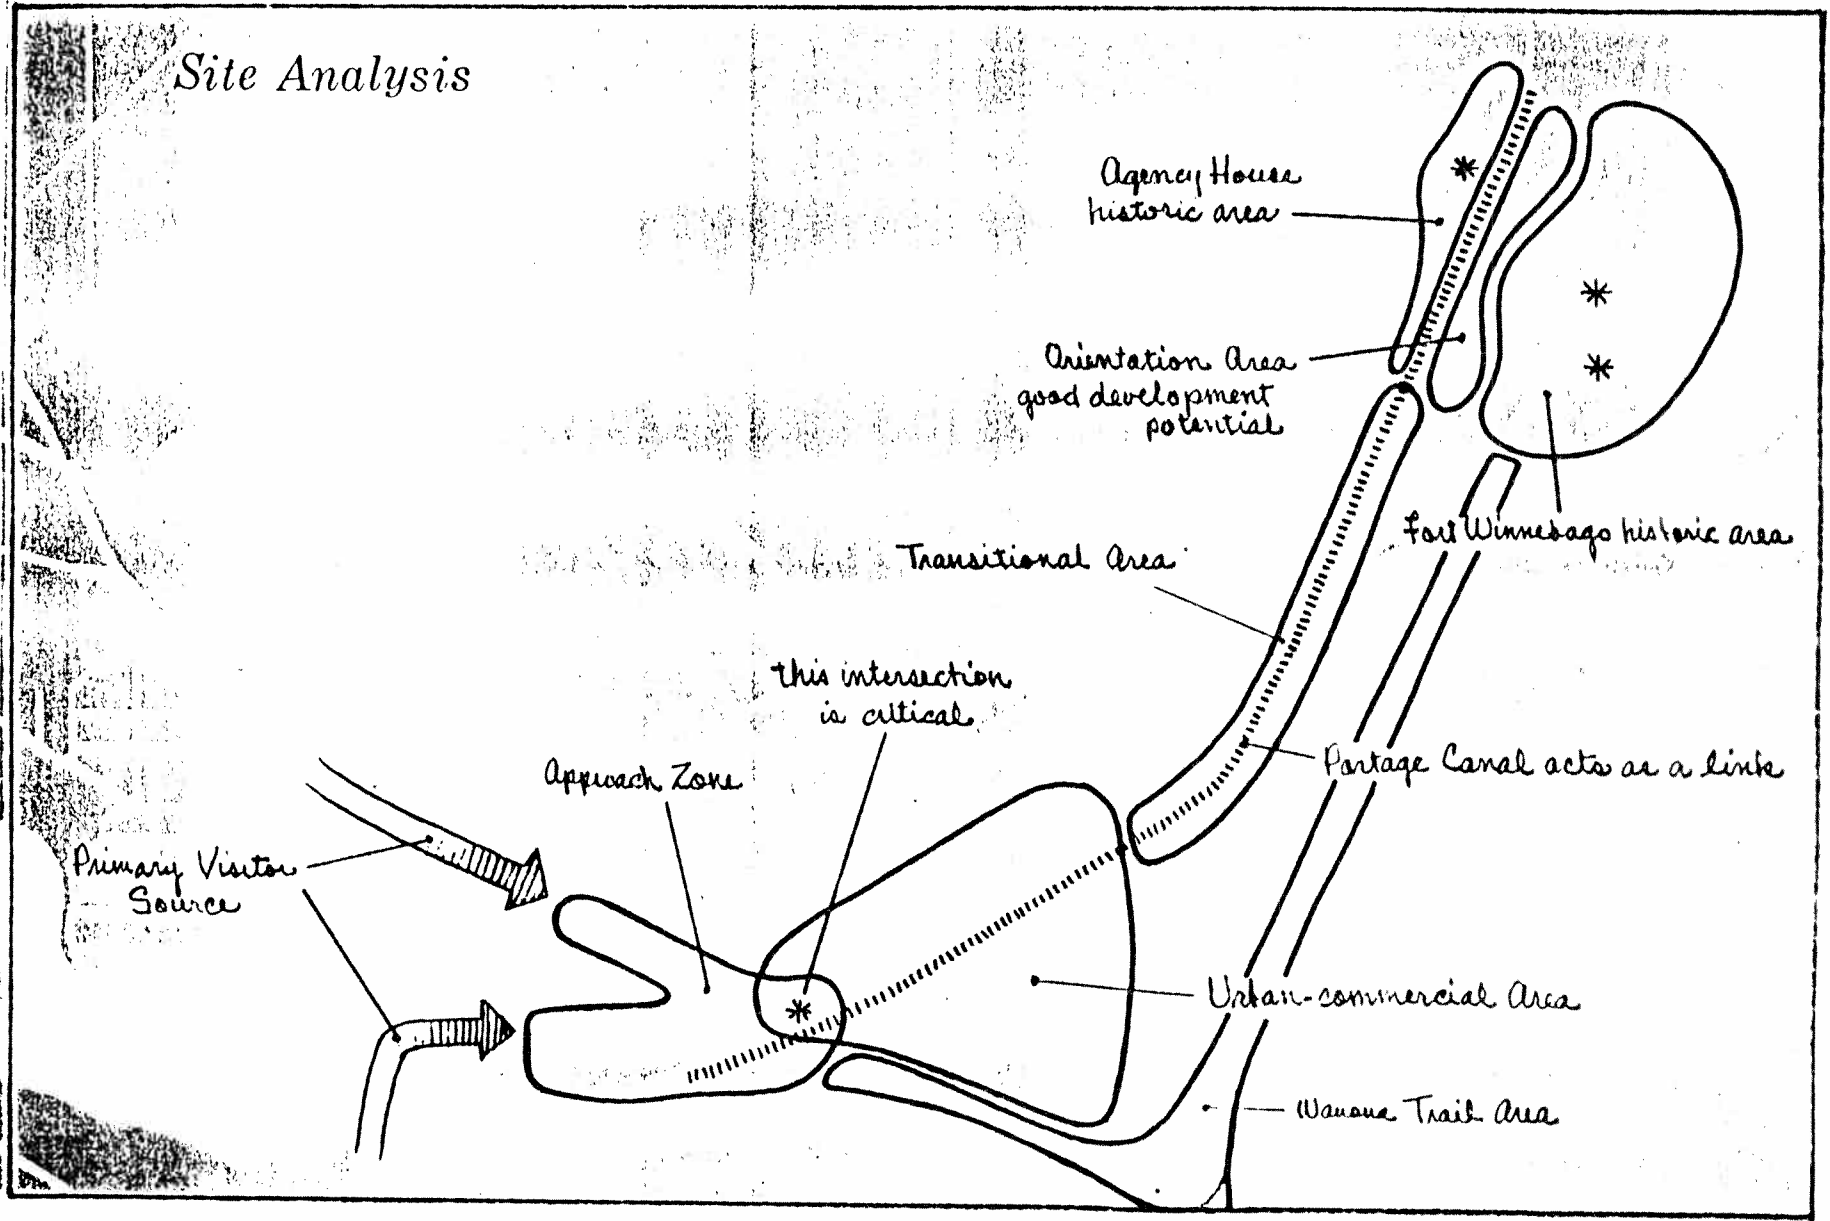 Site Analysis
Agency House
historic area
Orientation Area
good development
potential
Fort Winnebago historic area
Transitional Area
this intersection
is critical
Portage Canal acts as a link
Approach Zone
Primary Visitor
Source
Urban-commercial Area
Wauona Trail Area